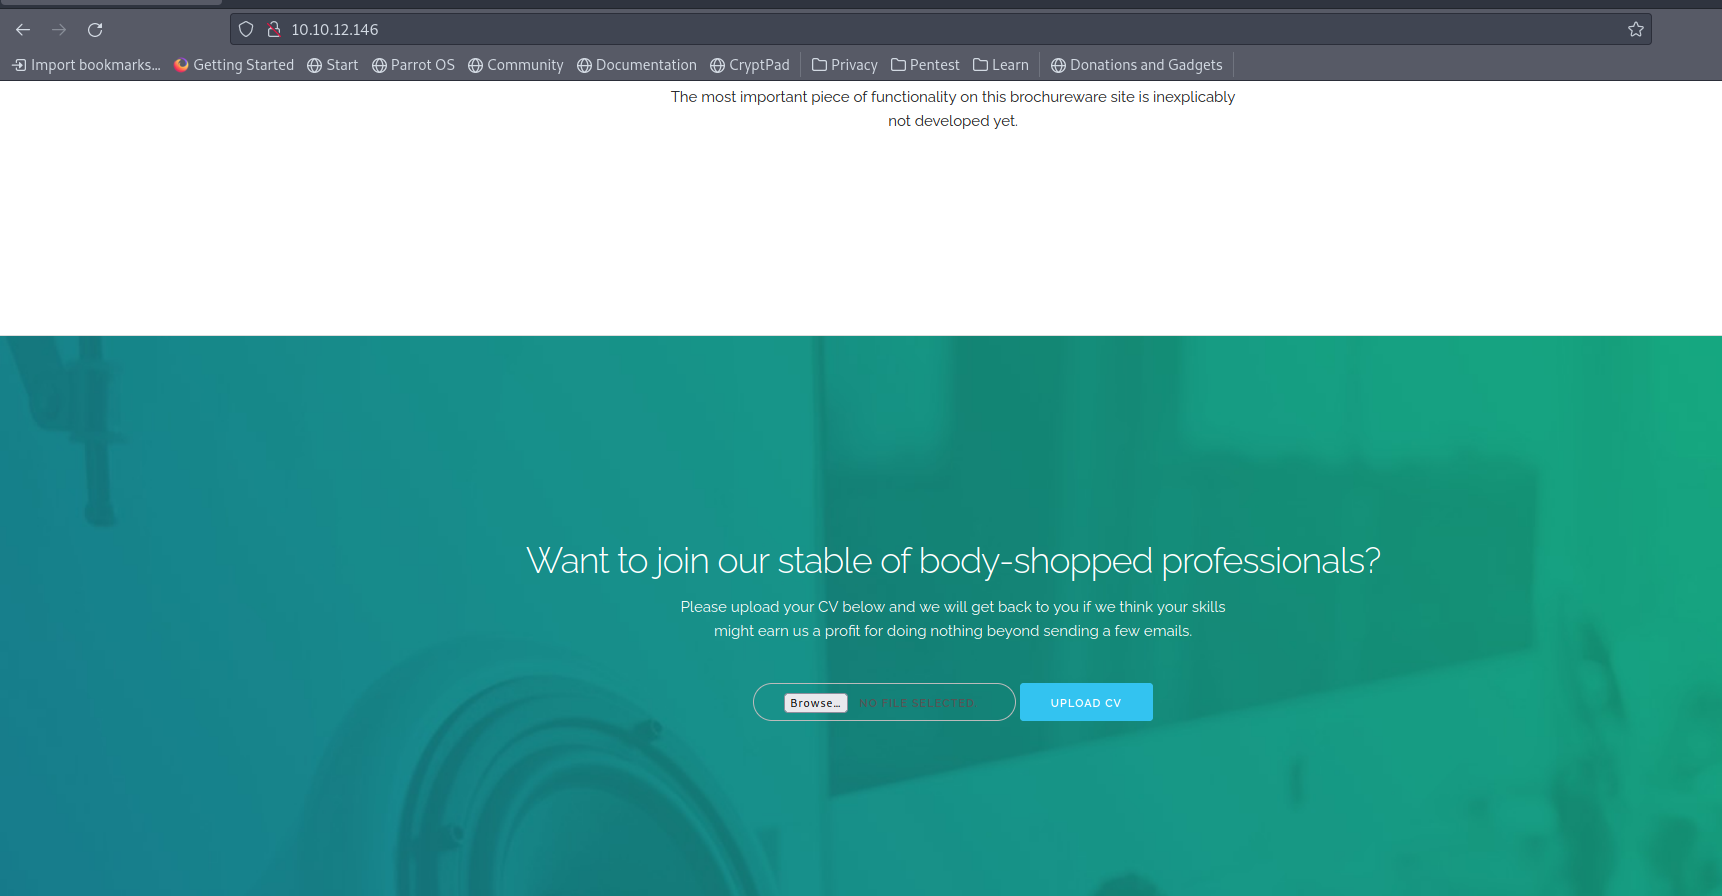 10.10.12.146
Import bookmarks... Getting Started Start Parrot OS Community Documentation CryptPad Privacy Pentest Learn Donations and Gadgets
The most important piece of functionality on this brochureware site is inexplicably
not developed yet.
Want to join our stable of body-shopped professionals?
Please upload your CV below and we will get back to you if we think your skills
might earn us a profit for doing nothing beyond sending a few emails.
Browse... NO FILE SELECTED. UPLOAD CV